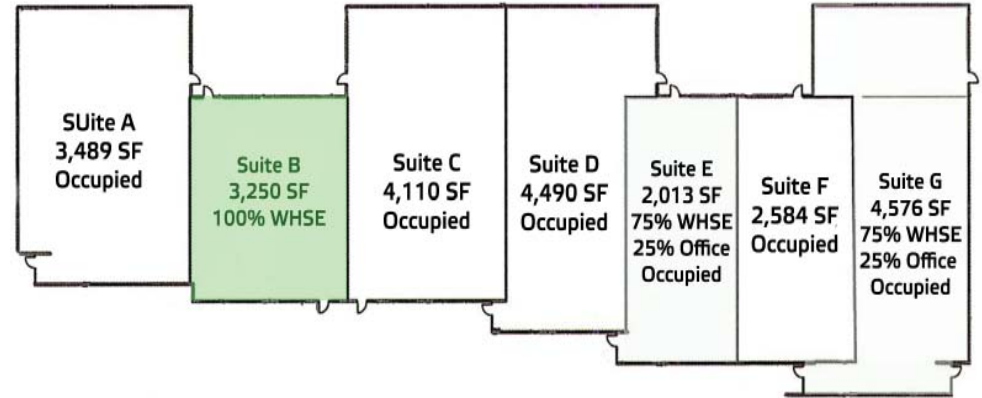 SUite A
3,489 SF
Occupied
Suite B
3,250 SF
100% WHSE
Suite C
4,110 SF
Occupied
Suite D
4,490 SF
Occupied
Suite E
2,013 SF
75% WHSE
25% Office
Occupied
Suite F
2,584 SF
Occupied
Suite G
4,576 SF
75% WHSE
25% Office
Occupied